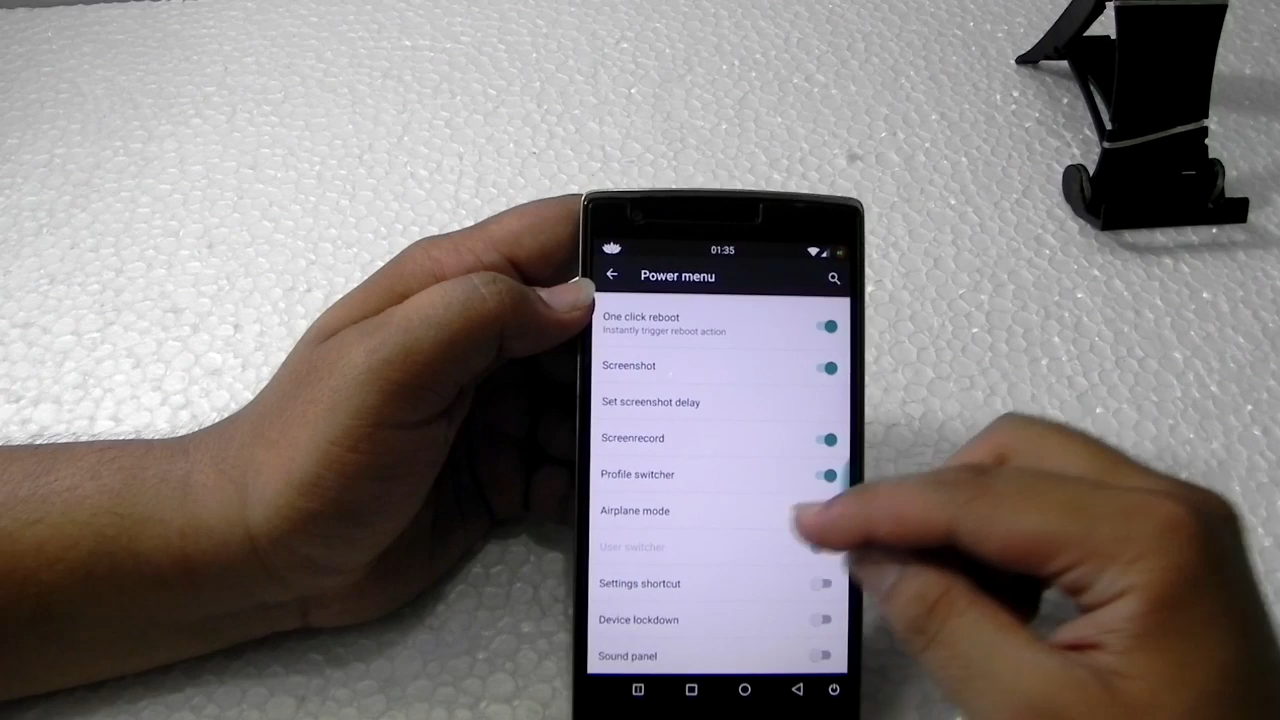 01:35
Power menu
One click reboot
Instantly trigger reboot action
Screenshot
Set screenshot delay
Screenrecord
Profile switcher
Airplane mode
User switcher
Settings shortcut
Device lockdown
Sound panel